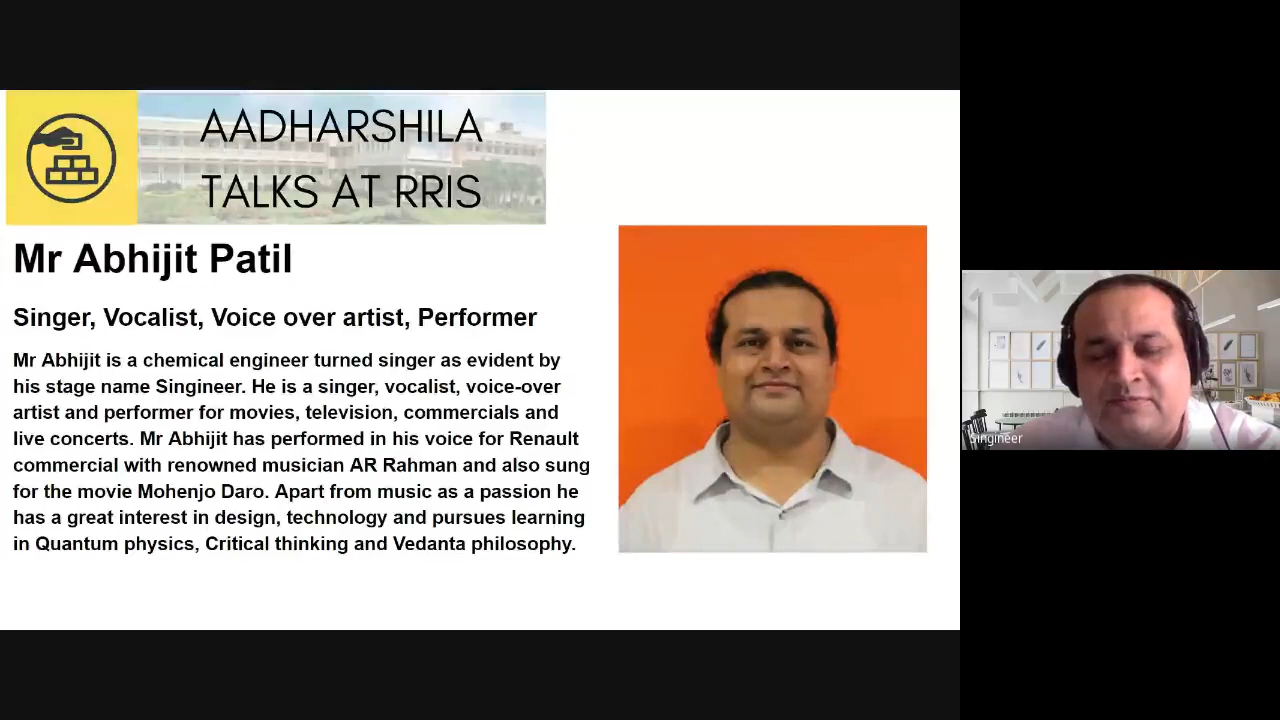 AADHARSHILA
TALKS AT RRIS
Mr Abhijit Patil
Singer, Vocalist, Voice over artist, Performer
Mr Abhijit is a chemical engineer turned singer as evident by
his stage name Singineer. He is a singer, vocalist, voice-over
artist and performer for movies, television, commercials and
live concerts. Mr Abhijit has performed in his voice for Renault
commercial with renowned musician AR Rahman and also sung
for the movie Mohenjo Daro. Apart from music as a passion he
has a great interest in design, technology and pursues learning
in Quantum physics, Critical thinking and Vedanta philosophy.
Singineer